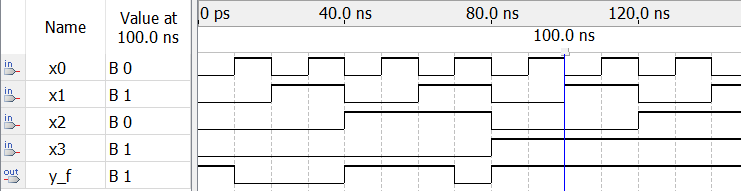 Name Value at 100.0 ns 0 ps 40.0 ns 80.0 ns 120.0 ns
100.0 ns
in x0 B 0
in x1 B 1
in x2 B 0
in x3 B 1
out y_f B 1